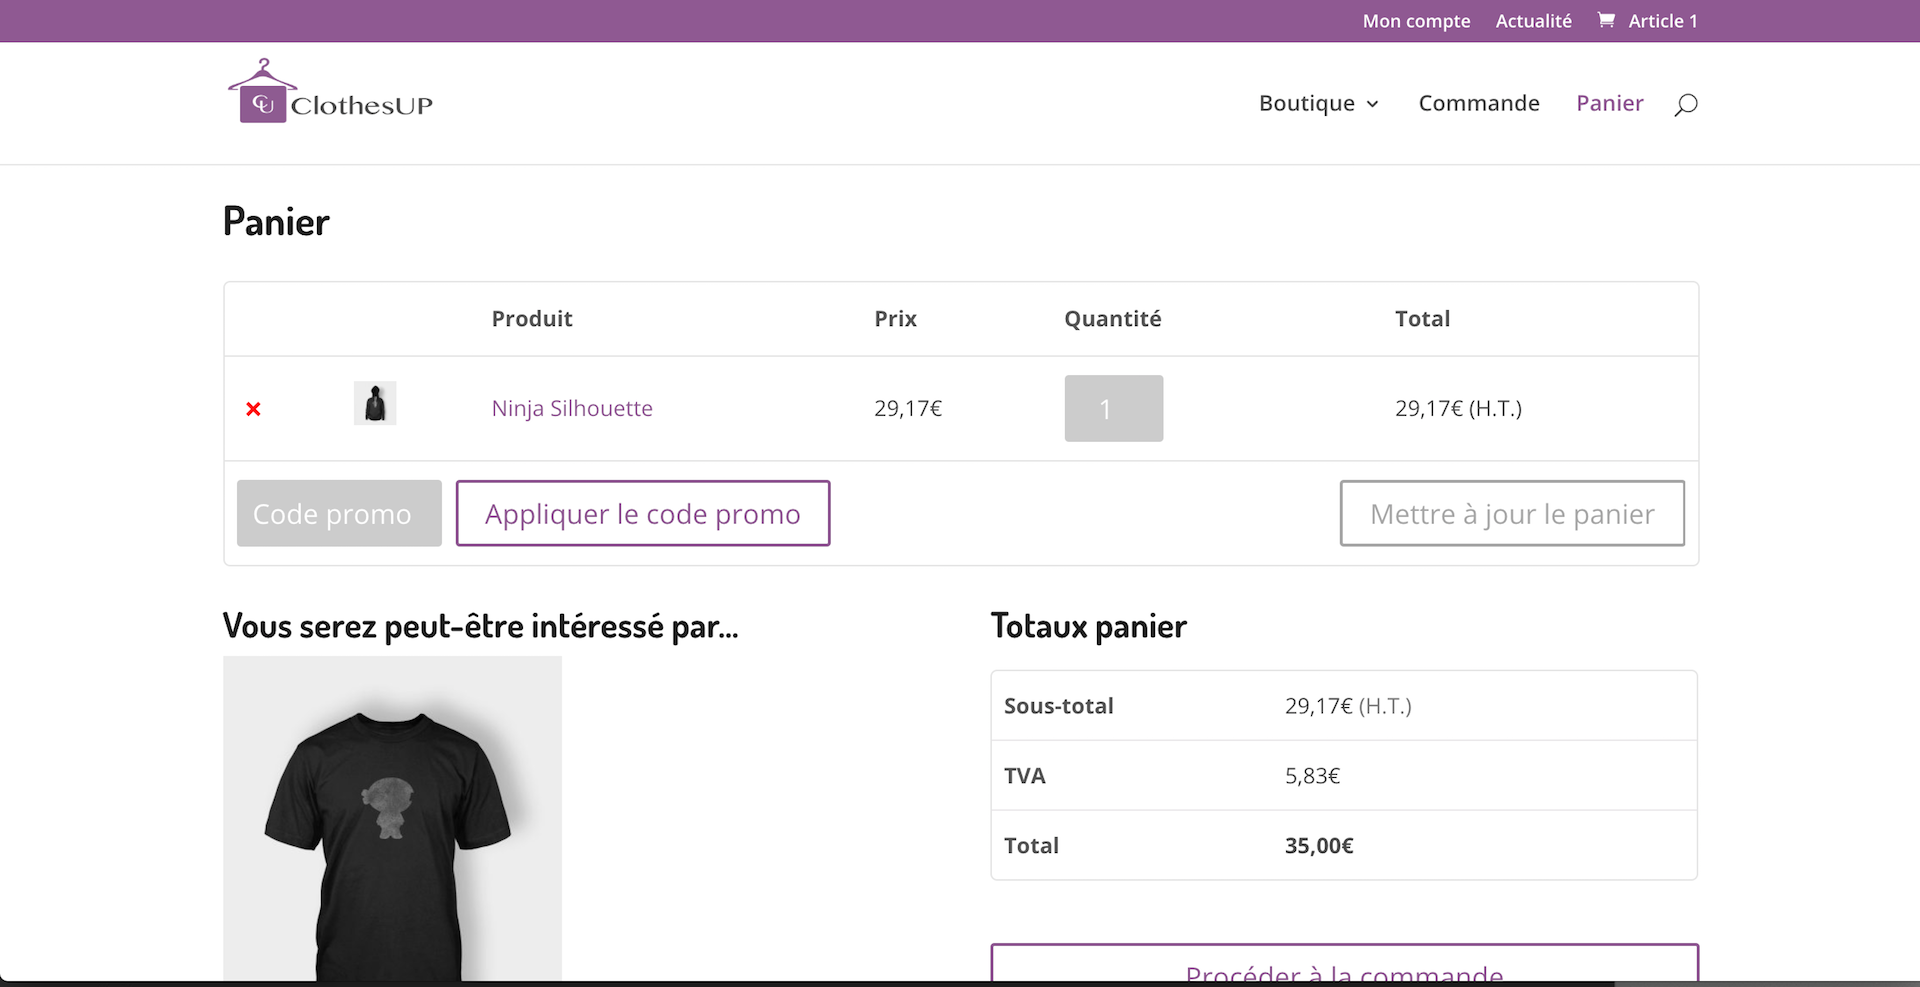 Mon compte Actualité Article 1
CU ClothesUP
Boutique Commande Panier
Panier
Produit Prix Quantité Total
Ninja Silhouette 29,17€ 1 29,17€ (H.T.)
Code promo Appliquer le code promo Mettre à jour le panier
Vous serez peut-être intéressé par...
Totaux panier
Sous-total 29,17€ (H.T.)
TVA 5,83€
Total 35,00€
Procéder à la commande